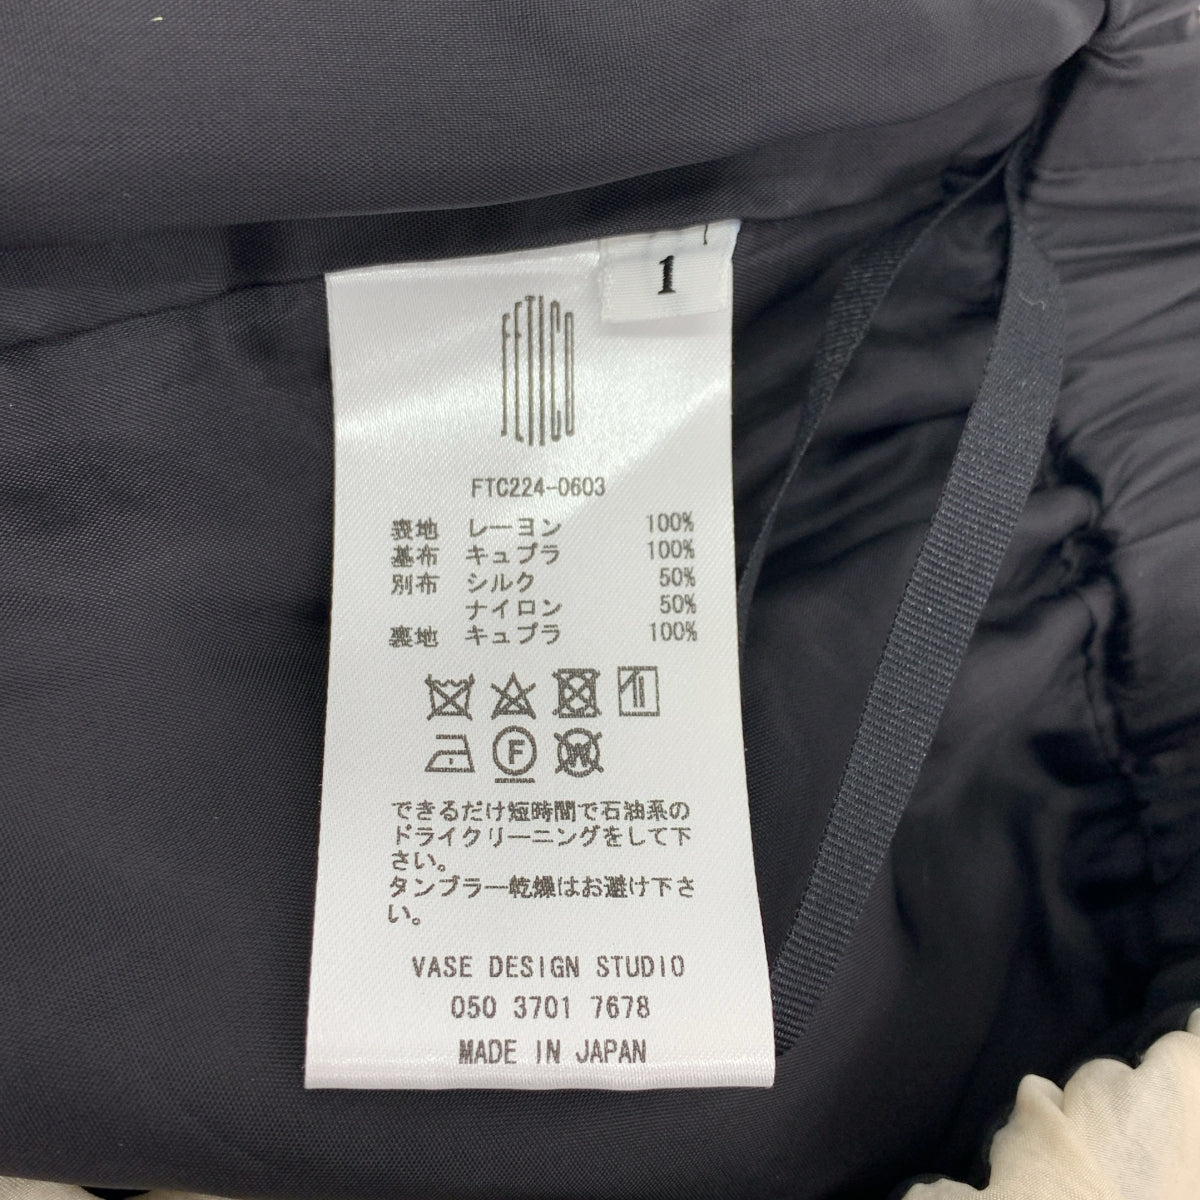 1
FETICO
FTC224-0603
表地 レーヨン 100%
基布 キュプラ 100%
別布 シルク 50%
ナイロン 50%
裏地 キュプラ 100%
F W
できるだけ短時間で石油系の
ドライクリーニングをして下
さい。
タンブラー乾燥はお避け下さ
い。
VASE DESIGN STUDIO
050 3701 7678
MADE IN JAPAN